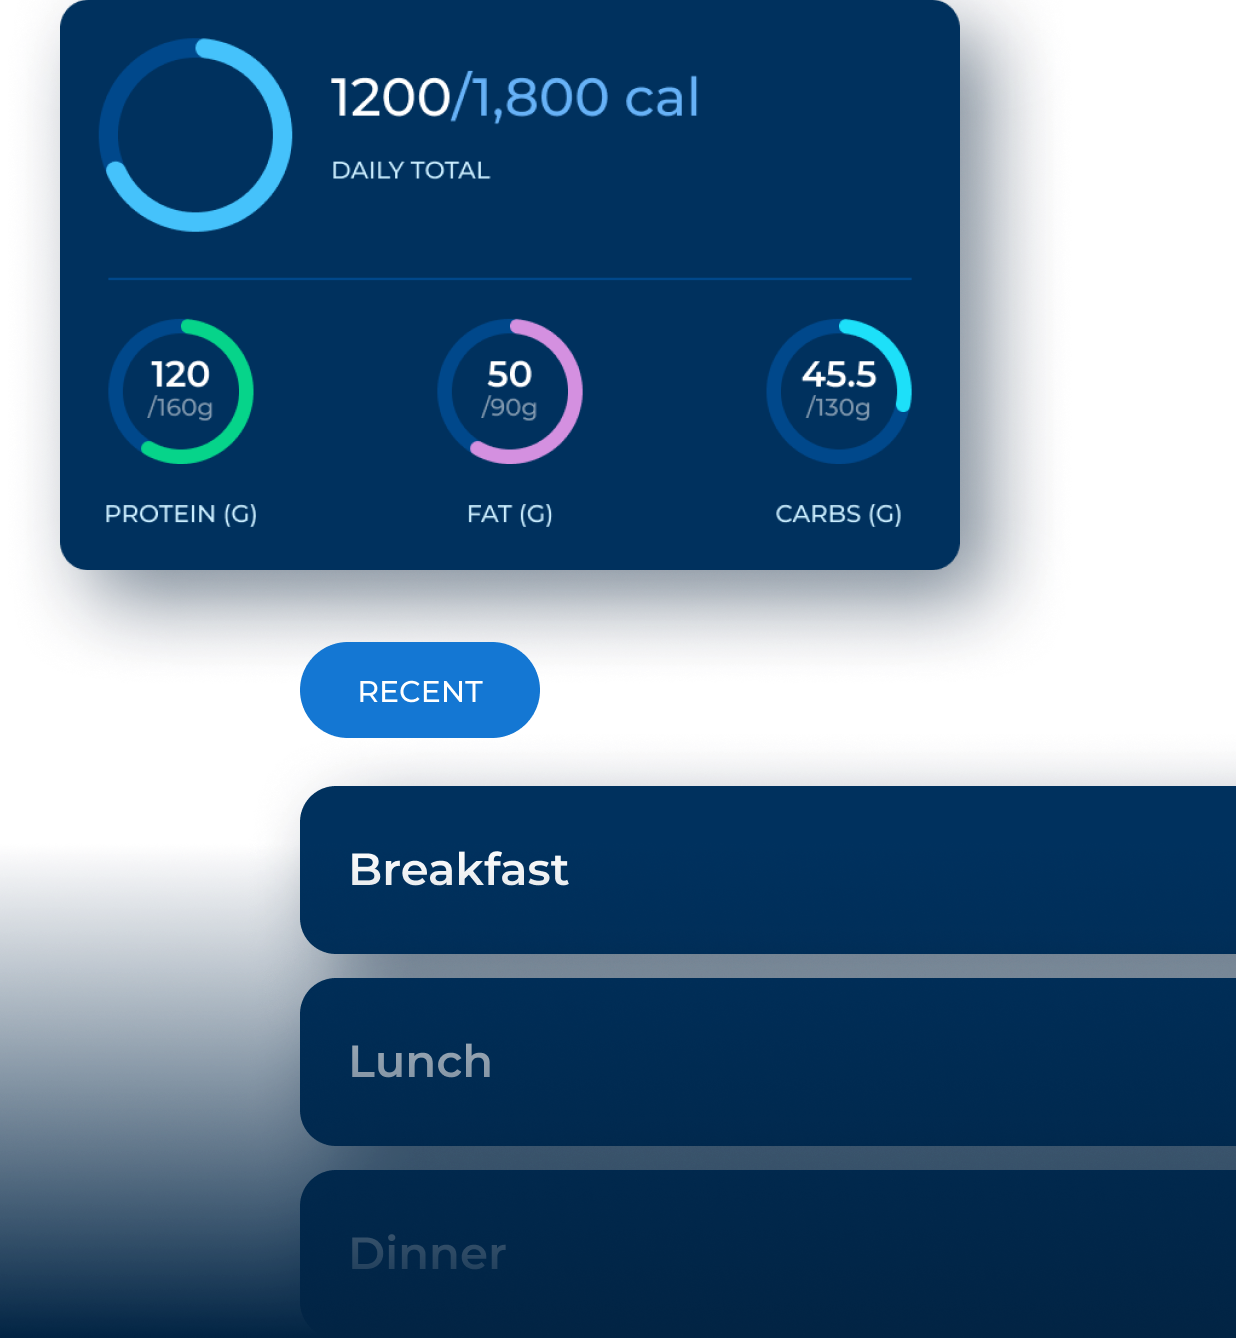 1200/1,800 cal
DAILY TOTAL
120
/160g
PROTEIN (G)
50
/90g
FAT (G)
45.5
/130g
CARBS (G)
RECENT
Breakfast
Lunch
Dinner